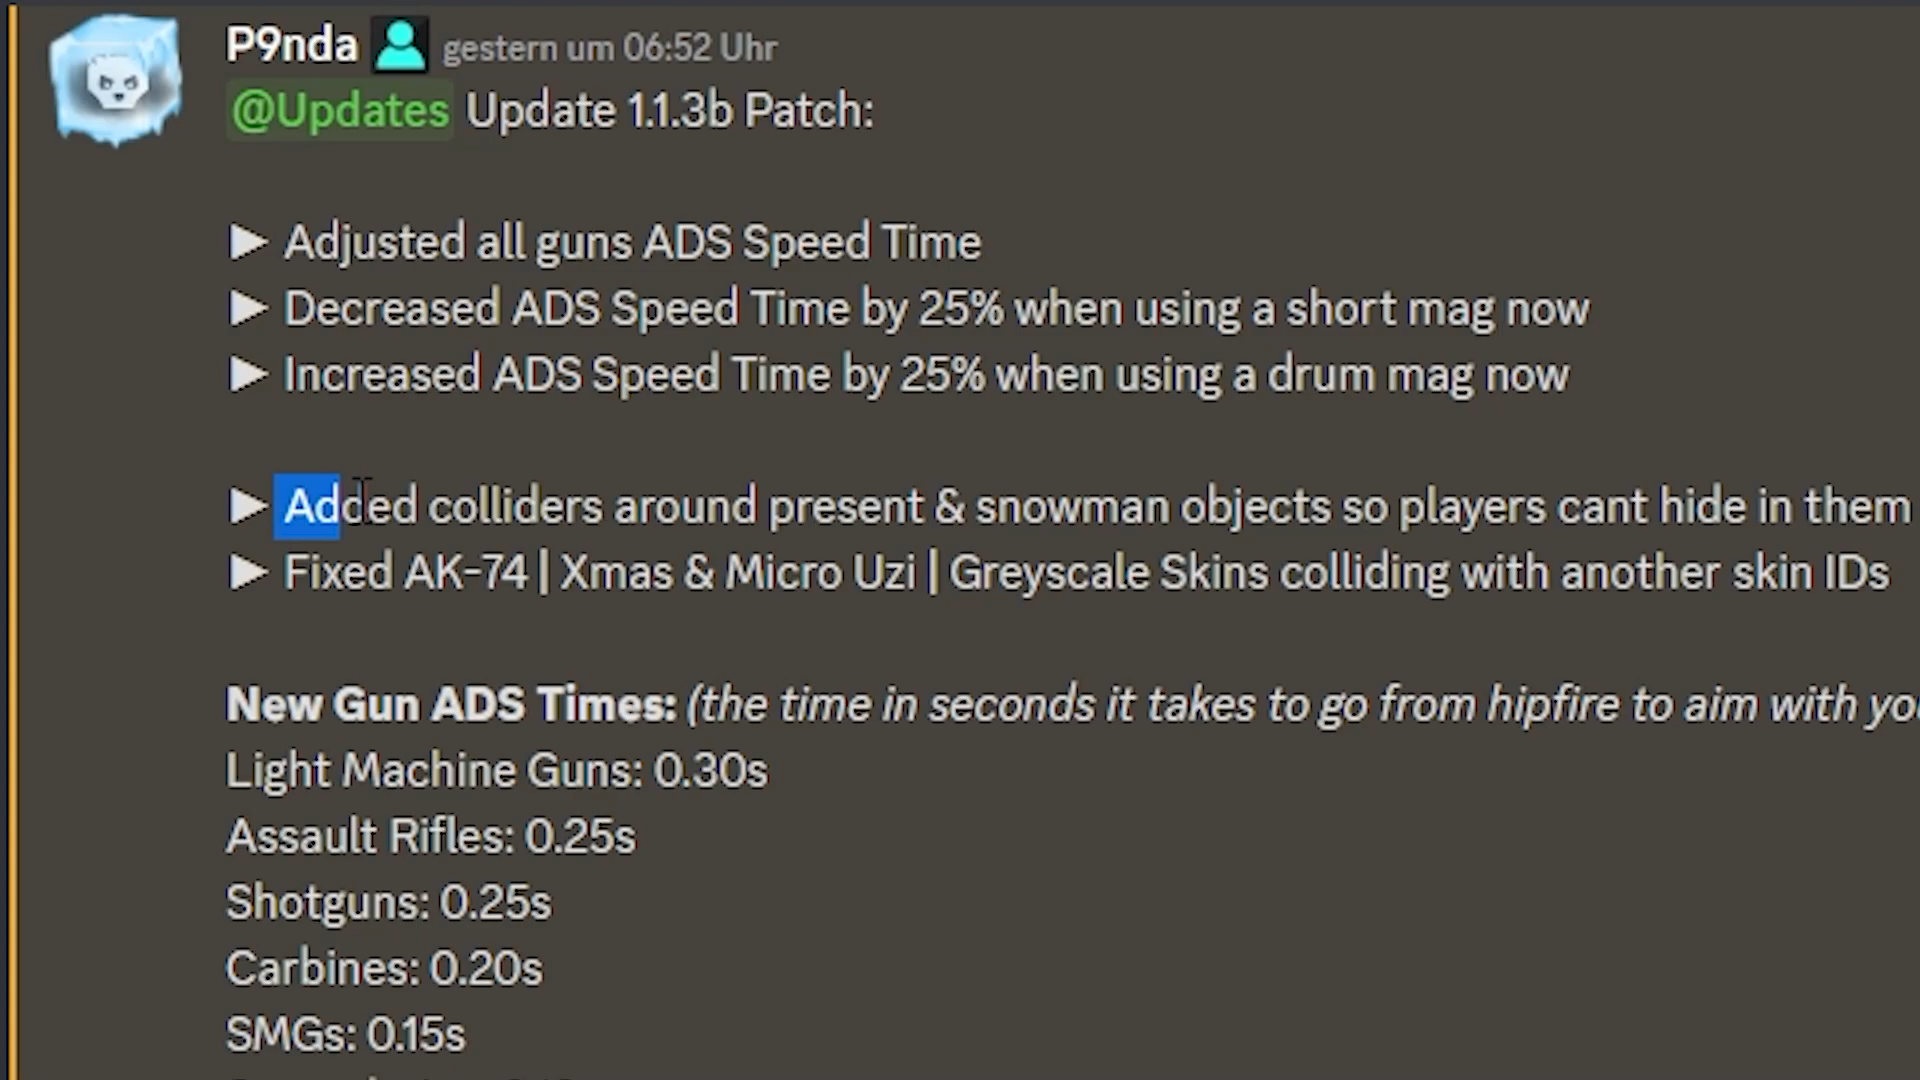 P9nda gestern um 06:52 Uhr
@Updates Update 1.1.3b Patch:
► Adjusted all guns ADS Speed Time
► Decreased ADS Speed Time by 25% when using a short mag now
► Increased ADS Speed Time by 25% when using a drum mag now
► Added colliders around present & snowman objects so players cant hide in them
► Fixed AK-74 | Xmas & Micro Uzi | Greyscale Skins colliding with another skin IDs
New Gun ADS Times: (the time in seconds it takes to go from hipfire to aim with
Light Machine Guns: 0.30s
Assault Rifles: 0.25s
Shotguns: 0.25s
Carbines: 0.20s
SMGs: 0.15s